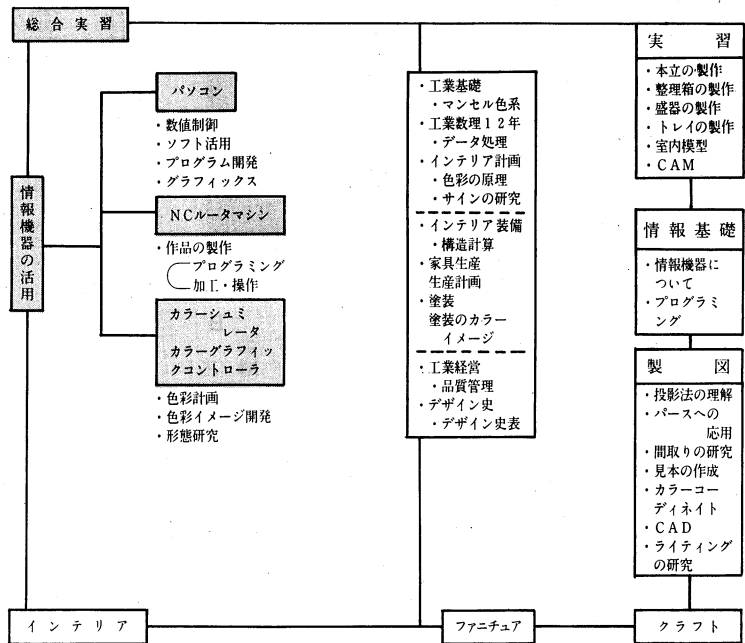 総合実習
情報機器の活用
パソコン
・数値制御
・ソフト活用
・プログラム開発
・グラフィックス
NCルータマシン
・作品の製作
プログラミング
加工・操作
カラーシュミ
レータ
カラーグラフィッ
クコントローラ
・色彩計画
・色彩イメージ開発
・形態研究
・工業基礎
・マンセル色系
・工業数理12年
・データ処理
・インテリア計画
・色彩の原理
・サインの研究
・インテリア装備
・構造計算
・家具生産
生産計画
・塗装
塗装のカラー
イメージ
・工業経営
・品質管理
・デザイン史
・デザイン史表
実習
・本立の製作
・整理箱の製作
・盛器の製作
・トレイの製作
・室内模型
・CAM
情報基礎
・情報機器に
ついて
・プログラミ
ング
製図
・投影法の理解
・パースへの
応用
・間取りの研究
・見本の作成
・カラーコー
ディネイト
・CAD
・ライティング
の研究
インテリア
ファニチュア
クラフト